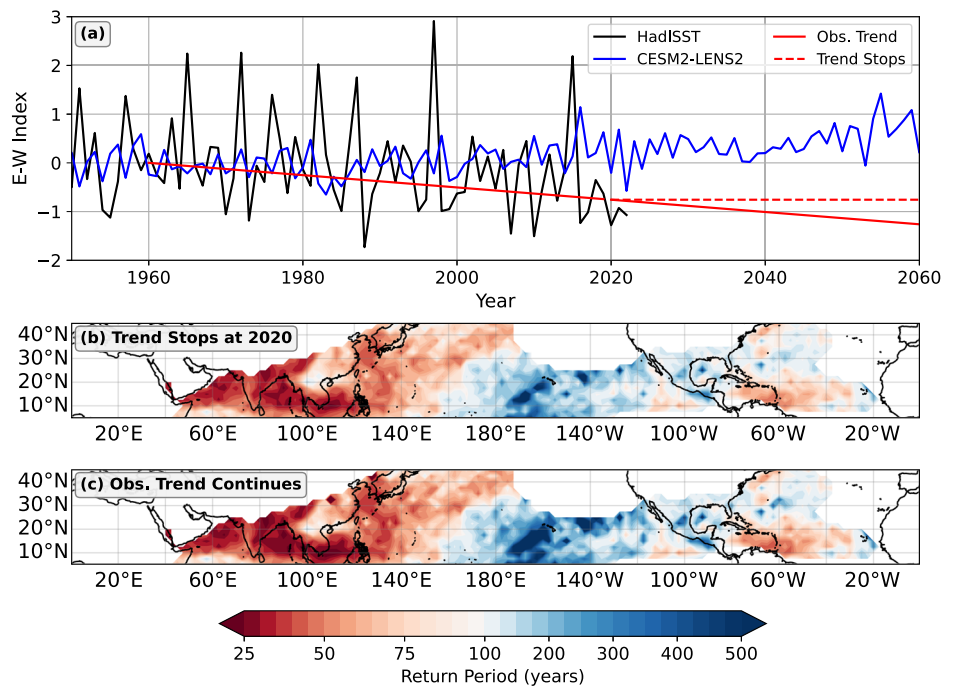 (a)
HadISST
CESM2-LENS2
Obs. Trend
Trend Stops
E-W Index
3
2
1
0
−1
−2
1960 1980 2000 2020 2040 2060
Year
(b) Trend Stops at 2020
40°N
30°N
20°N
10°N
20°E 60°E 100°E 140°E 180°E 140°W 100°W 60°W 20°W
(c) Obs. Trend Continues
40°N
30°N
20°N
10°N
20°E 60°E 100°E 140°E 180°E 140°W 100°W 60°W 20°W
25 50 75 100 200 300 400 500
Return Period (years)